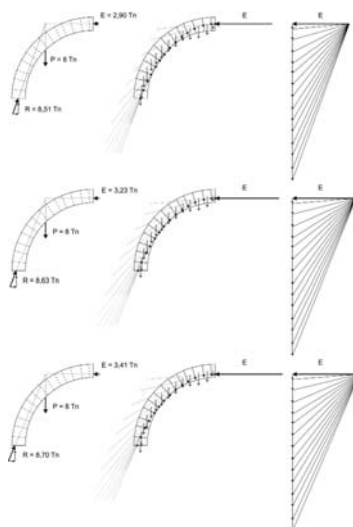 E = 2,90 Tn
E
E
P = 8 Tn
R = 8,51 Tn
E = 3,23 Tn
E
E
P = 8 Tn
R = 8,63 Tn
E = 3,41 Tn
E
E
P = 8 Tn
R = 8,70 Tn